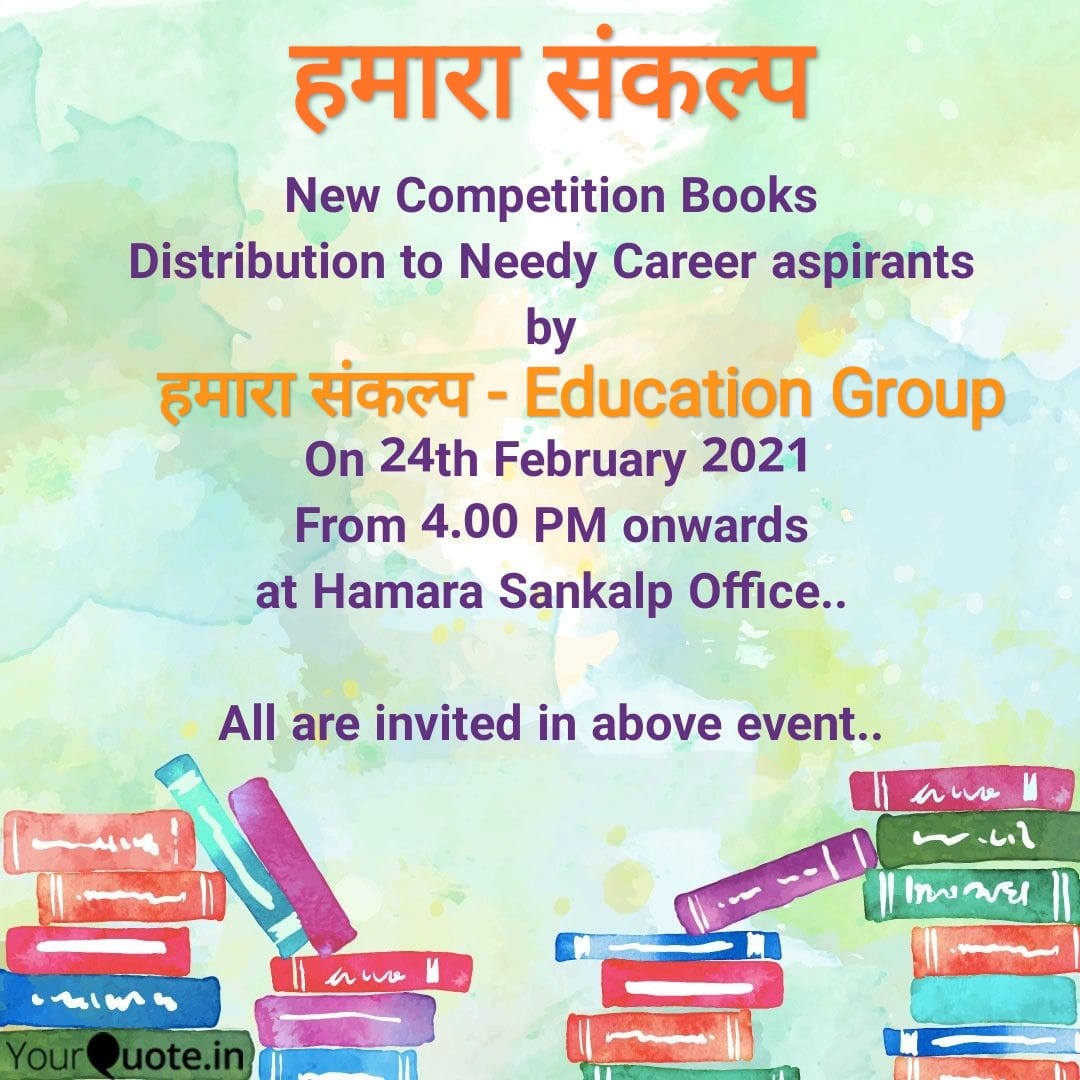 हमारा संकल्प
New Competition Books
Distribution to Needy Career aspirants
by
हमारा संकल्प - Education Group
On 24th February 2021
From 4.00 PM onwards
at Hamara Sankalp Office..
All are invited in above event..
YourQuote.in